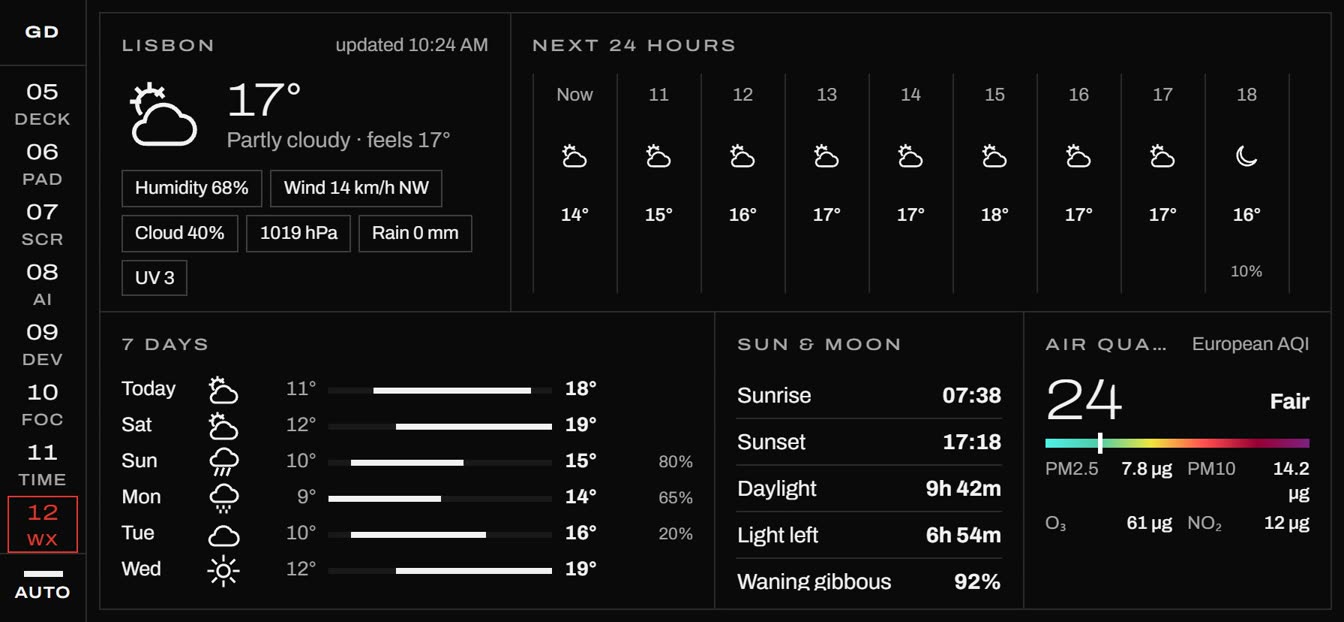 GD
05
DECK
06
PAD
07
SCR
08
AI
09
DEV
10
FOC
11
TIME
12
WX
AUTO
LISBON updated 10:24 AM
17°
Partly cloudy · feels 17°
Humidity 68% Wind 14 km/h NW
Cloud 40% 1019 hPa Rain 0 mm
UV 3
NEXT 24 HOURS
Now 11 12 13 14 15 16 17 18
14° 15° 16° 17° 17° 18° 17° 17° 16°
10%
7 DAYS
Today 11° 18°
Sat 12° 19°
Sun 10° 15° 80%
Mon 9° 14° 65%
Tue 10° 16° 20%
Wed 12° 19°
SUN & MOON
Sunrise 07:38
Sunset 17:18
Daylight 9h 42m
Light left 6h 54m
Waning gibbous 92%
AIR QUA… European AQI
24 Fair
PM2.5 7.8 µg PM10 14.2
µg
O₃ 61 µg NO₂ 12 µg